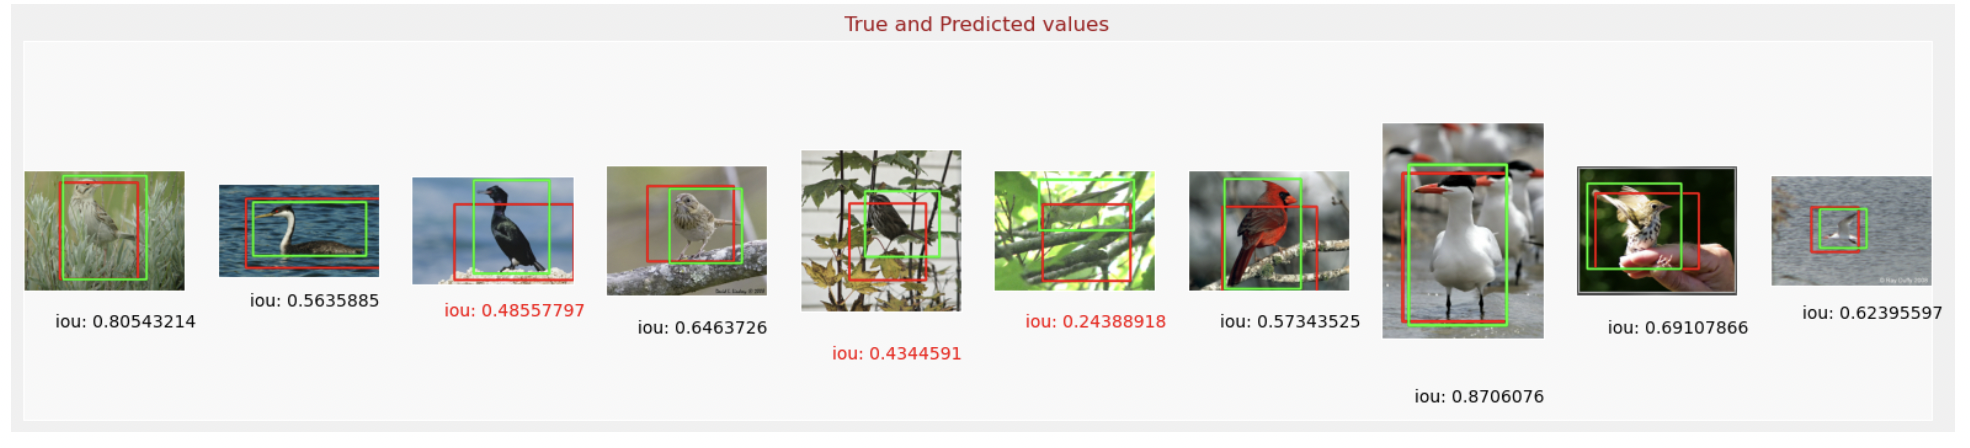 True and Predicted values
iou: 0.80543214
iou: 0.5635885
iou: 0.48557797
iou: 0.6463726
iou: 0.4344591
iou: 0.24388918
iou: 0.57343525
iou: 0.8706076
iou: 0.69107866
iou: 0.62395597